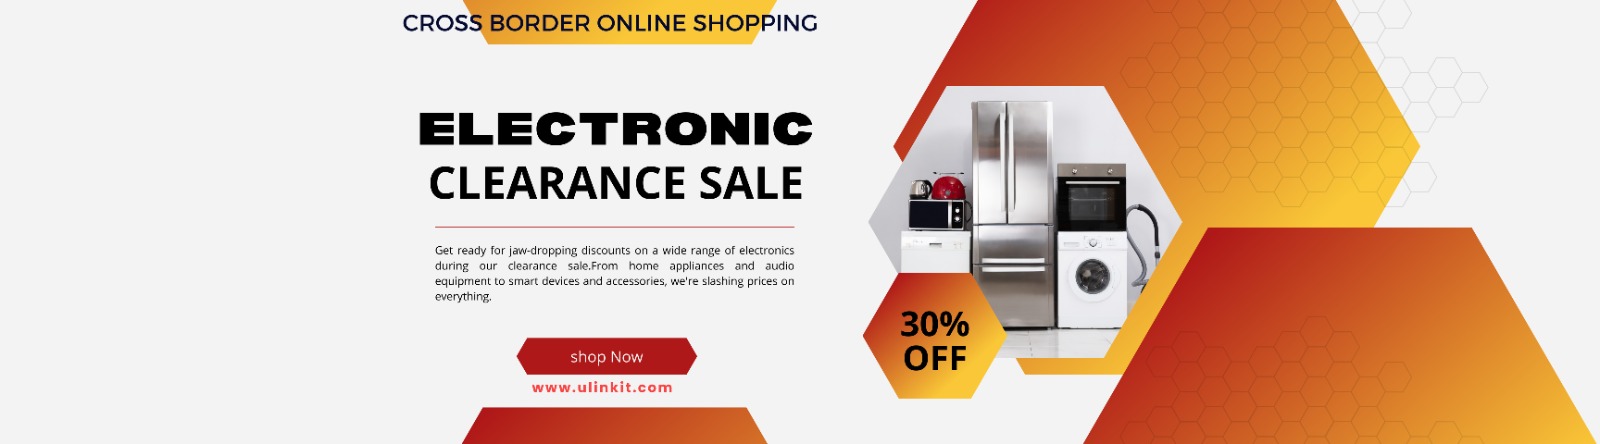 CROSS BORDER ONLINE SHOPPING
ELECTRONIC
CLEARANCE SALE
Get ready for jaw-dropping discounts on a wide range of electronics
during our clearance sale.From home appliances and audio
equipment to smart devices and accessories, we're slashing prices on
everything.
shop Now
www.ulinkit.com
30%
OFF